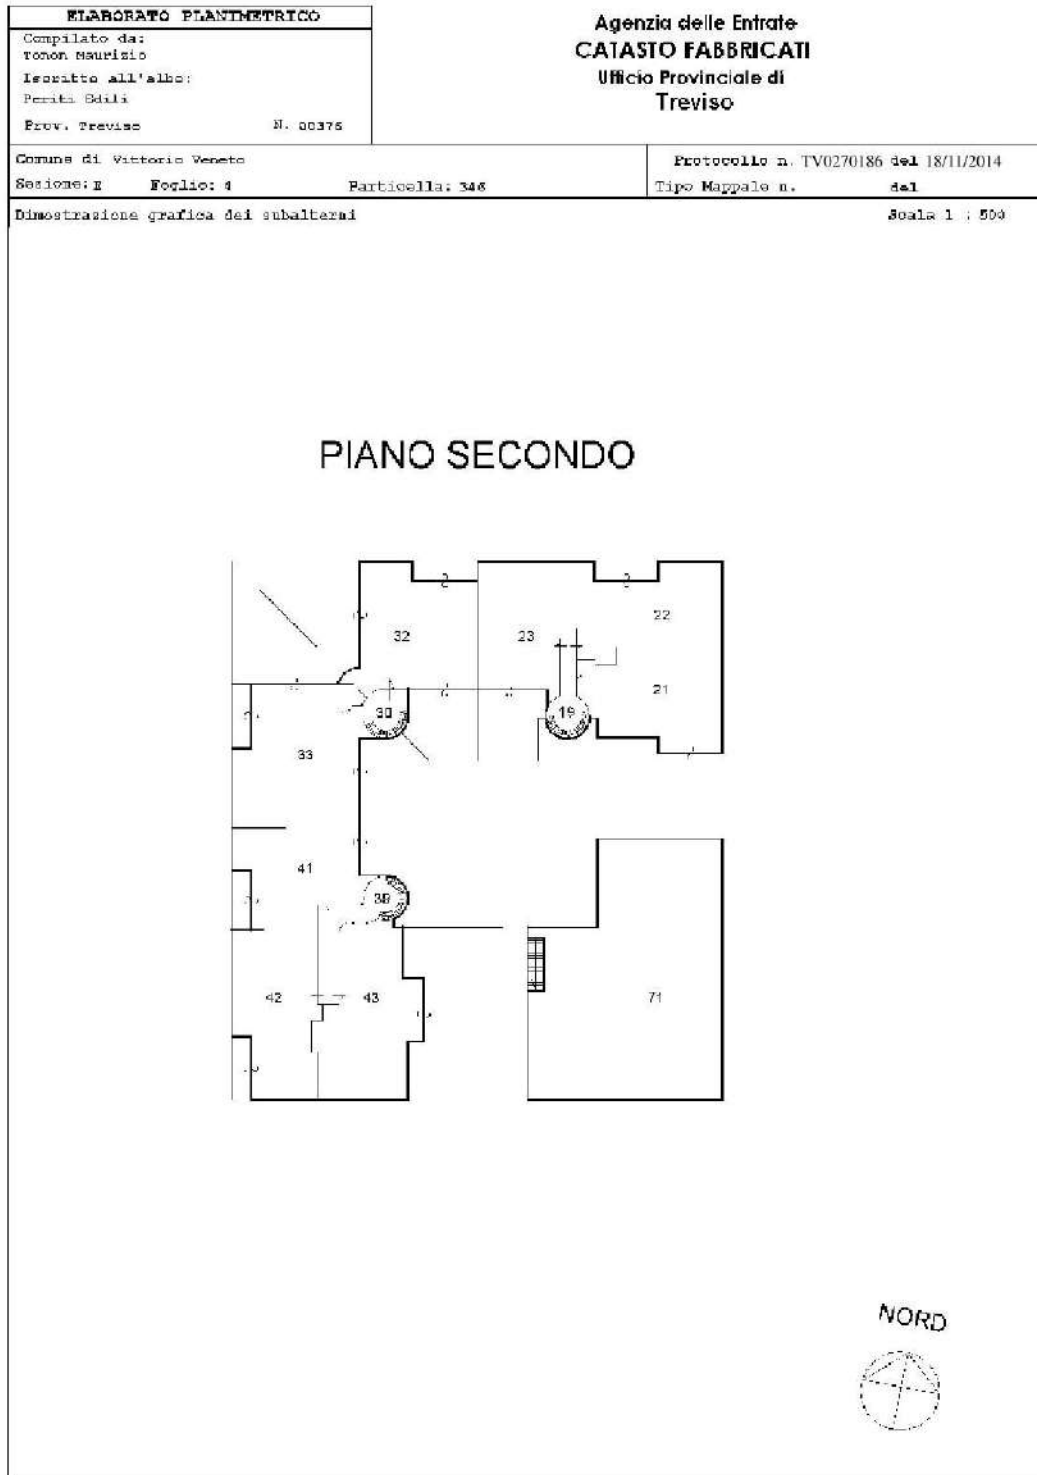 ELABORATO PLANIMETRICO
Compilato da:
Tonon Maurizio
Iscritto all'albo:
Periti Edili
Prov. Treviso N. 00376
Agenzia delle Entrate
CATASTO FABBRICATI
Ufficio Provinciale di
Treviso
Comune di Vittorio Veneto
Protocollo n. TV0270186 del 18/11/2014
Sezione: E Foglio: 4 Particella: 346
Tipo Mappale n. del
Dimostrazione grafica dei subalterni Scala 1 : 500
PIANO SECONDO
22
32 23
21
30 19
33
41
38
42 43 71
NORD